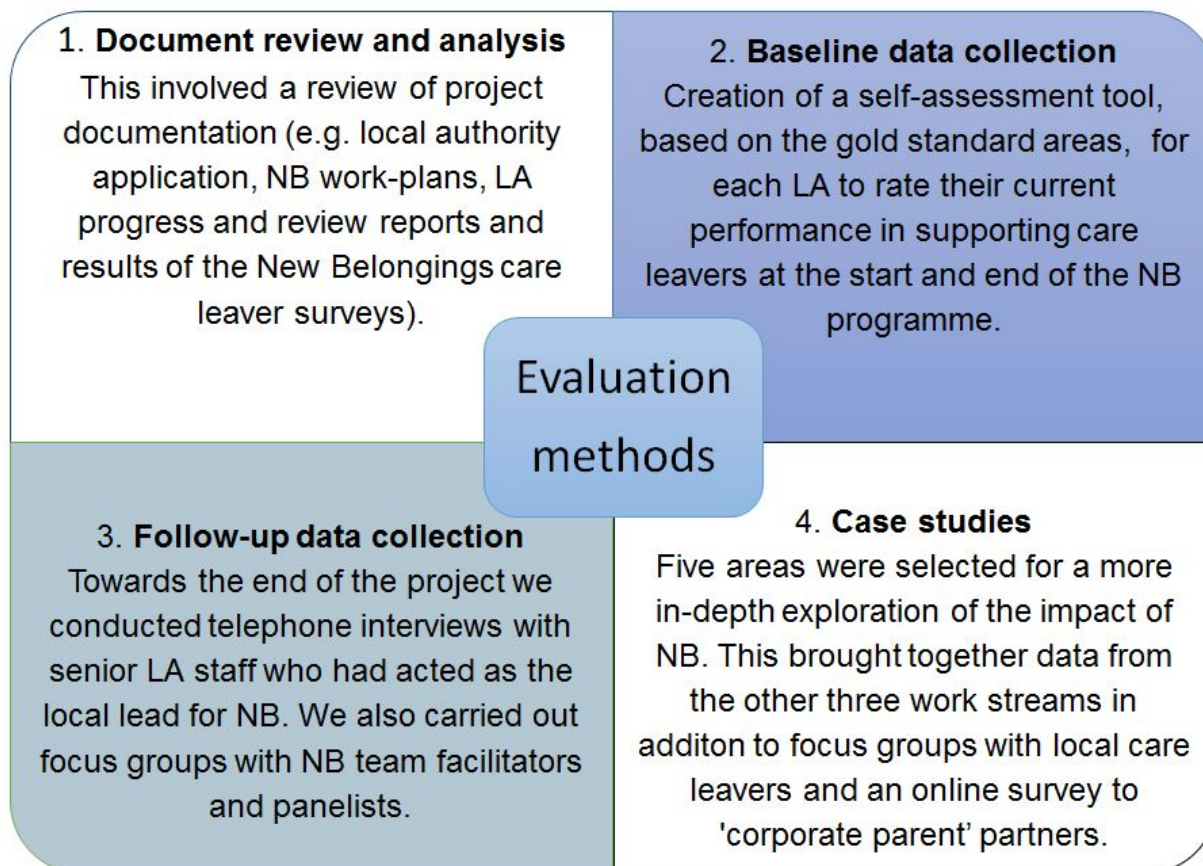 1. Document review and analysis
This involved a review of project
documentation (e.g. local authority
application, NB work-plans, LA
progress and review reports and
results of the New Belongings care
leaver surveys).
2. Baseline data collection
Creation of a self-assessment tool,
based on the gold standard areas, for
each LA to rate their current
performance in supporting care
leavers at the start and end of the NB
programme.
Evaluation
methods
3. Follow-up data collection
Towards the end of the project we
conducted telephone interviews with
senior LA staff who had acted as the
local lead for NB. We also carried out
focus groups with NB team facilitators
and panelists.
4. Case studies
Five areas were selected for a more
in-depth exploration of the impact of
NB. This brought together data from
the other three work streams in
additon to focus groups with local care
leavers and an online survey to
'corporate parent’ partners.